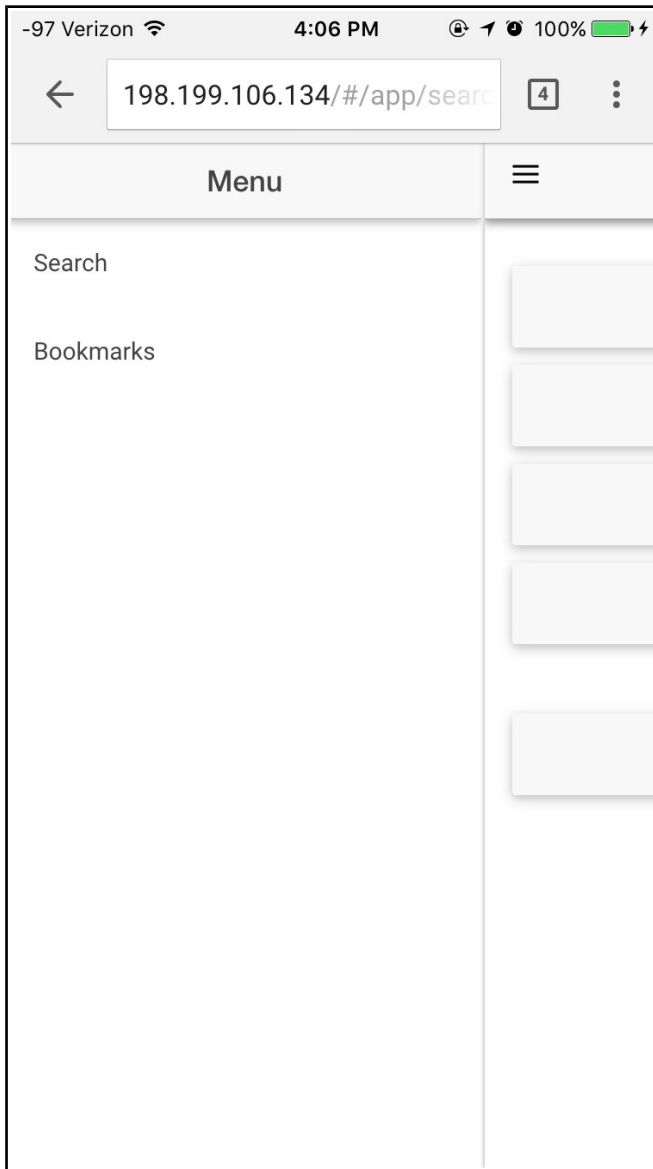 -97 Verizon 4:06 PM 100%
198.199.106.134/#/app/searc 4
Menu
Search
Bookmarks